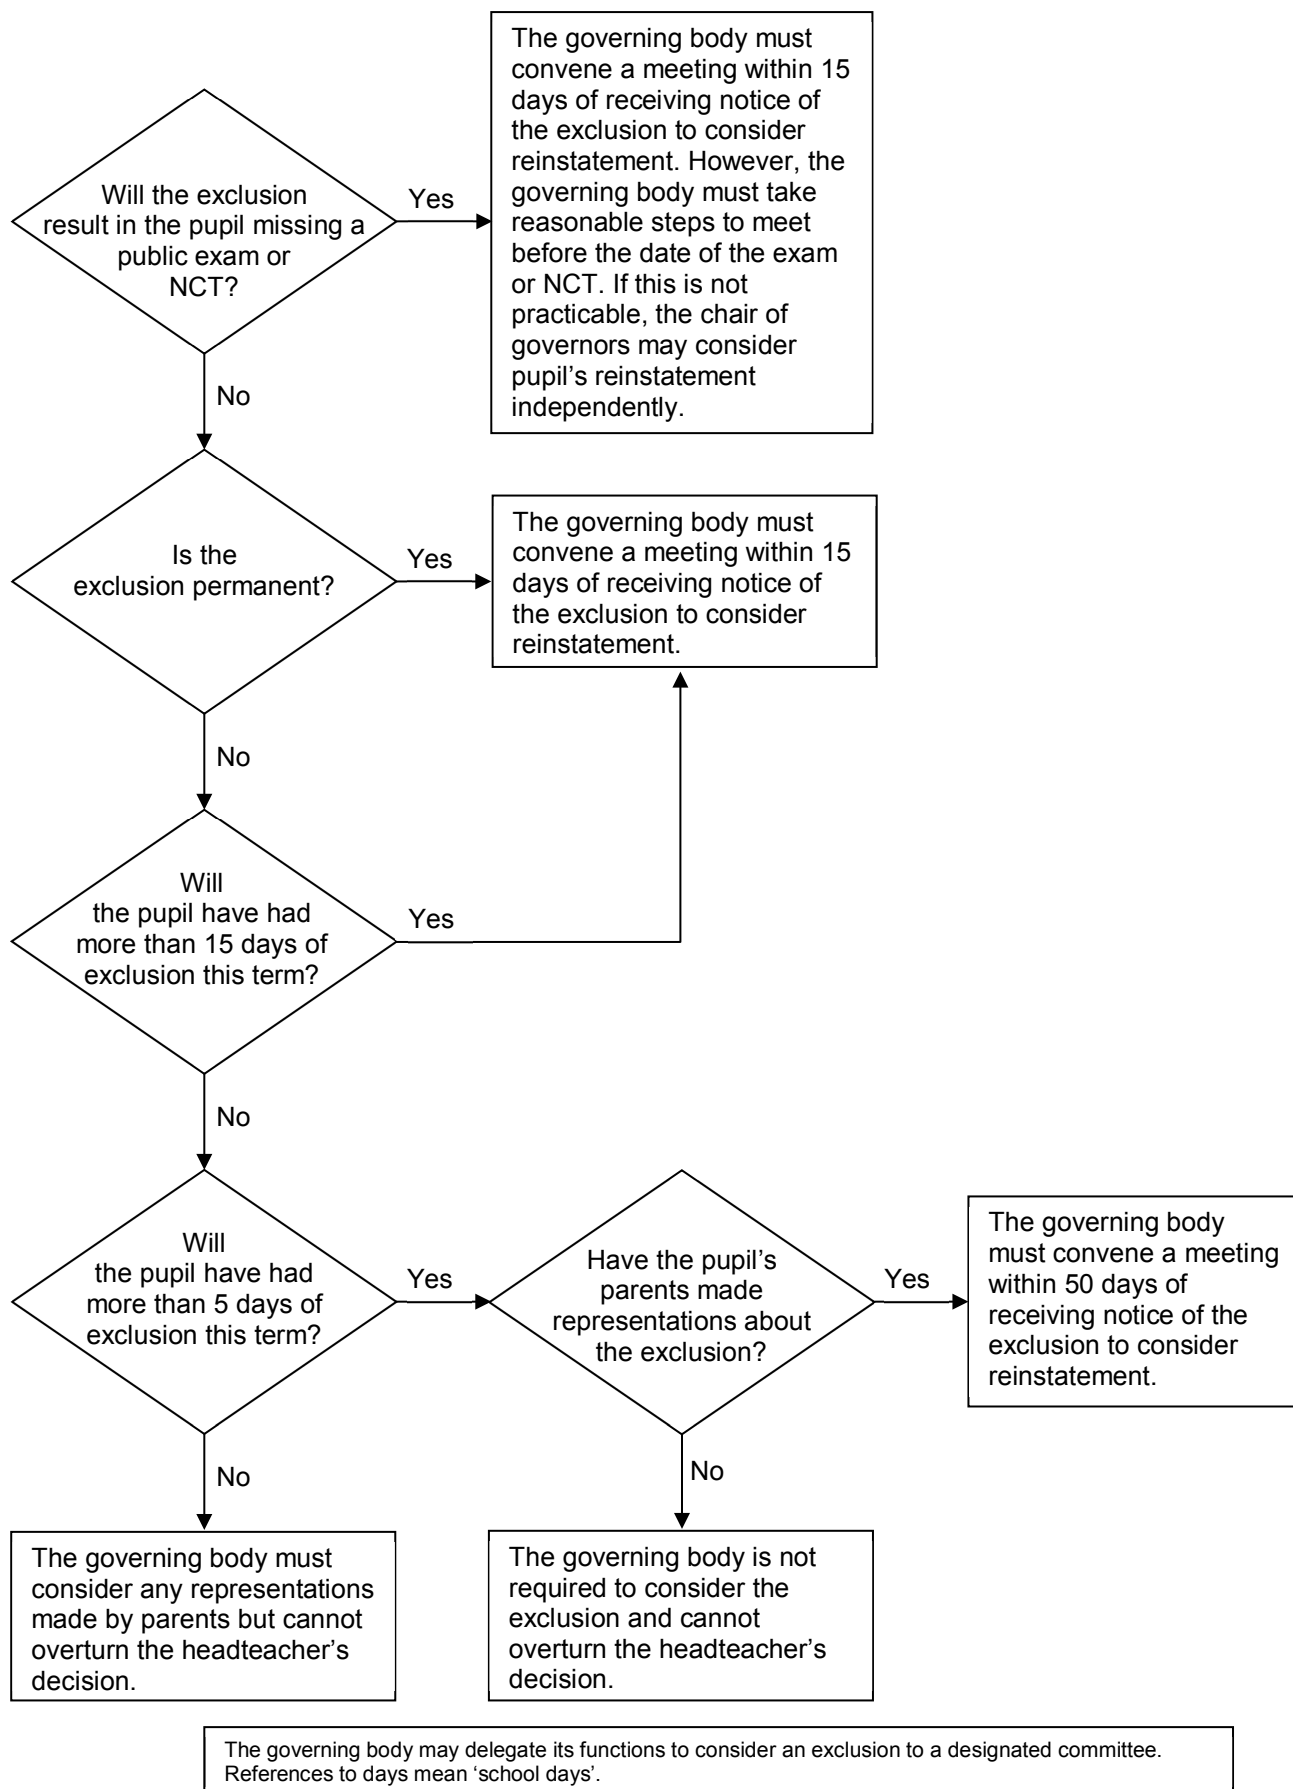 The governing body must
convene a meeting within 15
days of receiving notice of
the exclusion to consider
reinstatement. However, the
governing body must take
reasonable steps to meet
before the date of the exam
or NCT. If this is not
practicable, the chair of
governors may consider
pupil’s reinstatement
independently.
Will the exclusion
result in the pupil missing a
public exam or
NCT?
Yes
No
Is the
exclusion permanent?
Yes
The governing body must
convene a meeting within 15
days of receiving notice of
the exclusion to consider
reinstatement.
No
Will
the pupil have had
more than 15 days of
exclusion this term?
Yes
No
Will
the pupil have had
more than 5 days of
exclusion this term?
Yes
Have the pupil’s
parents made
representations about
the exclusion?
Yes
The governing body
must convene a meeting
within 50 days of
receiving notice of the
exclusion to consider
reinstatement.
No
No
The governing body must
consider any representations
made by parents but cannot
overturn the headteacher’s
decision.
The governing body is not
required to consider the
exclusion and cannot
overturn the headteacher’s
decision.
The governing body may delegate its functions to consider an exclusion to a designated committee.
References to days mean ‘school days’.